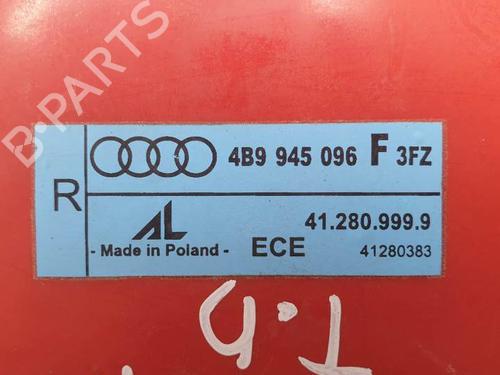 R
4B9 945 096 F 3FZ
AL
41.280.999.9
- Made in Poland - ECE 41280383
T.D
B-PARTS